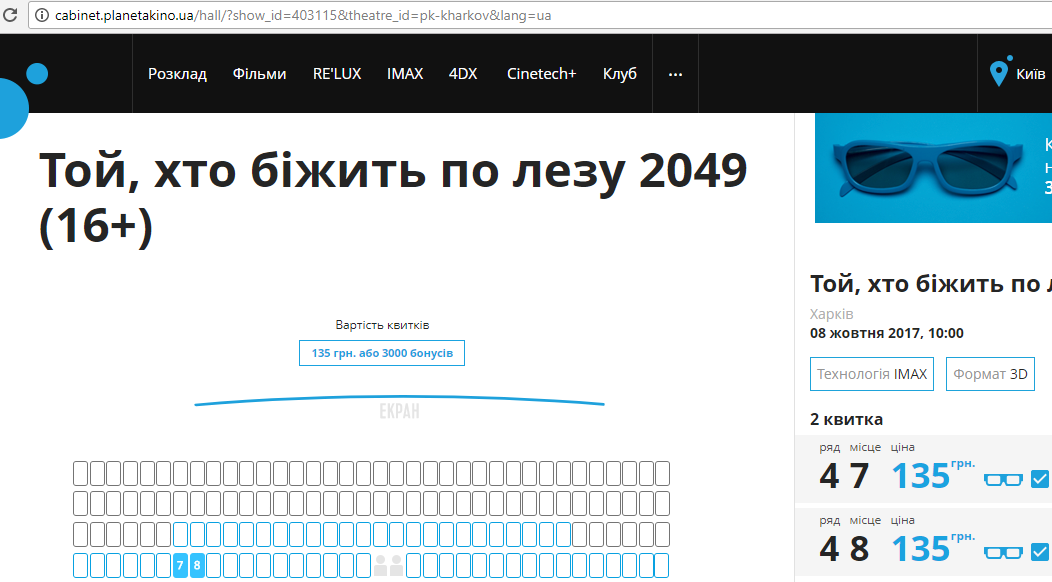 cabinet.planetakino.ua/hall/?show_id=403115&theatre_id=pk-kharkov&lang=ua
Розклад Фільми RE'LUX IMAX 4DX Cinetech+ Клуб ... Київ
Той, хто біжить по лезу 2049
(16+)
Вартість квитків
135 грн. або 3000 бонусів
ЕКРАН
7 8
К
н
З
Той, хто біжить по
Харків
08 жовтня 2017, 10:00
Технологія IMAX Формат 3D
2 квитка
ряд місце ціна
4 7 135 грн.
ряд місце ціна
4 8 135 грн.